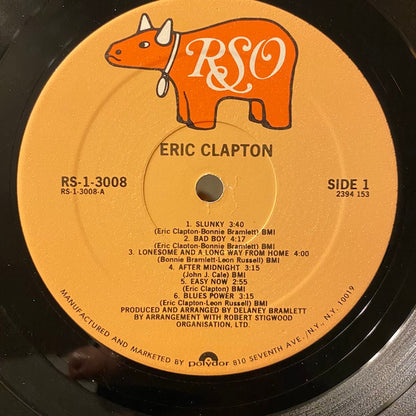 RSO
ERIC CLAPTON
RS-1-3008
RS-1-3008-A
SIDE 1
2394 153
1. SLUNKY 3:40
(Eric Clapton-Bonnie Bramlett) BMI
2. BAD BOY 4:17
(Eric Clapton-Bonnie Bramlett) BMI
3. LONESOME AND A LONG WAY FROM HOME 4:00
(Bonnie Bramlett-Leon Russell) BMI
4. AFTER MIDNIGHT 3:15
(John J. Cale) BMI
5. EASY NOW 2:55
(Eric Clapton) BMI
6. BLUES POWER 3:15
(Eric Clapton-Leon Russell) BMI
PRODUCED AND ARRANGED BY DELANEY BRAMLETT
BY ARRANGEMENT WITH ROBERT STIGWOOD
ORGANISATION, LTD.
MANUFACTURED AND MARKETED BY polydor 810 SEVENTH AVE./N.Y., N.Y. 10019